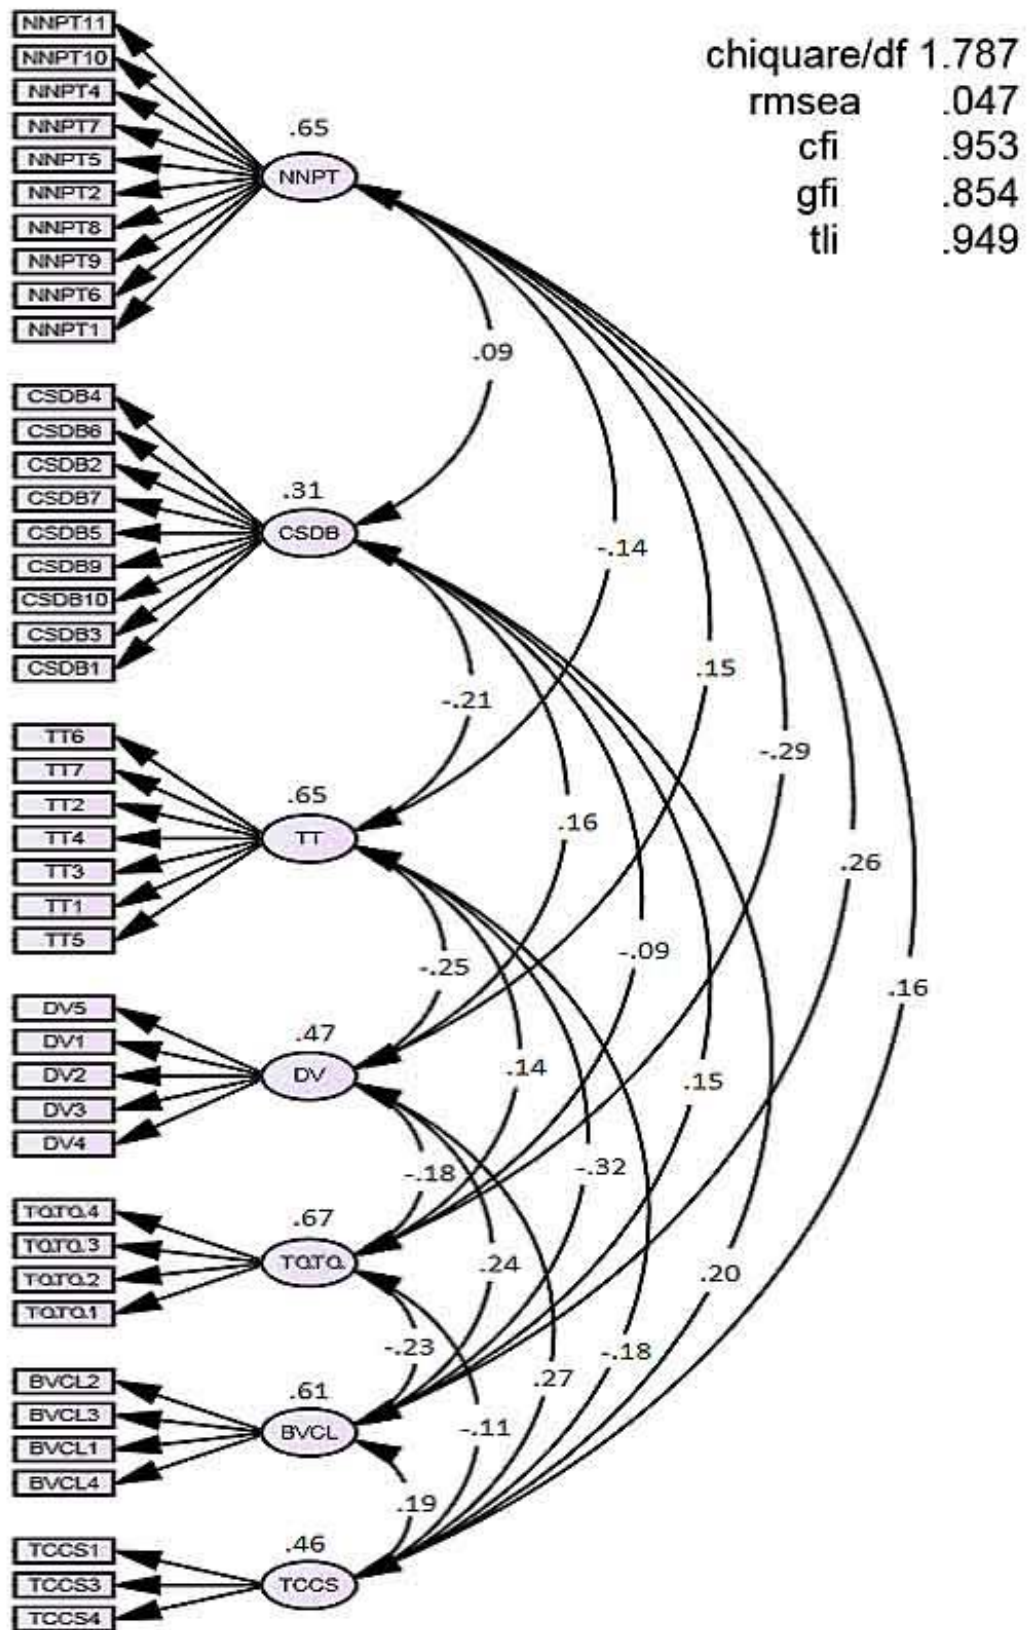 NNPT11
NNPT10
NNPT4
NNPT7
NNPT5
NNPT2
NNPT8
NNPT9
NNPT6
NNPT1
.65
NNPT
chiquare/df 1.787
rmsea .047
cfi .953
gfi .854
tli .949
.09
CSDB4
CSDB6
CSDB2
CSDB7
CSDB5
CSDB9
CSDB10
CSDB3
CSDB1
.31
CSDB
-.14
.15
-.21
-.29
TT6
TT7
TT2
TT4
TT3
TT1
TT5
.65
TT
.16
.26
-.09
-.25
.16
DV5
DV1
DV2
DV3
DV4
.47
DV
.14
.15
-.18
-.32
TQTQ.4
TQTQ.3
TQTQ.2
TQTQ.1
.67
TQTQ.
.24
.20
-.23
-.18
.27
BVCL2
BVCL3
BVCL1
BVCL4
.61
BVCL
-.11
.19
TCCS1
TCCS3
TCCS4
.46
TCCS